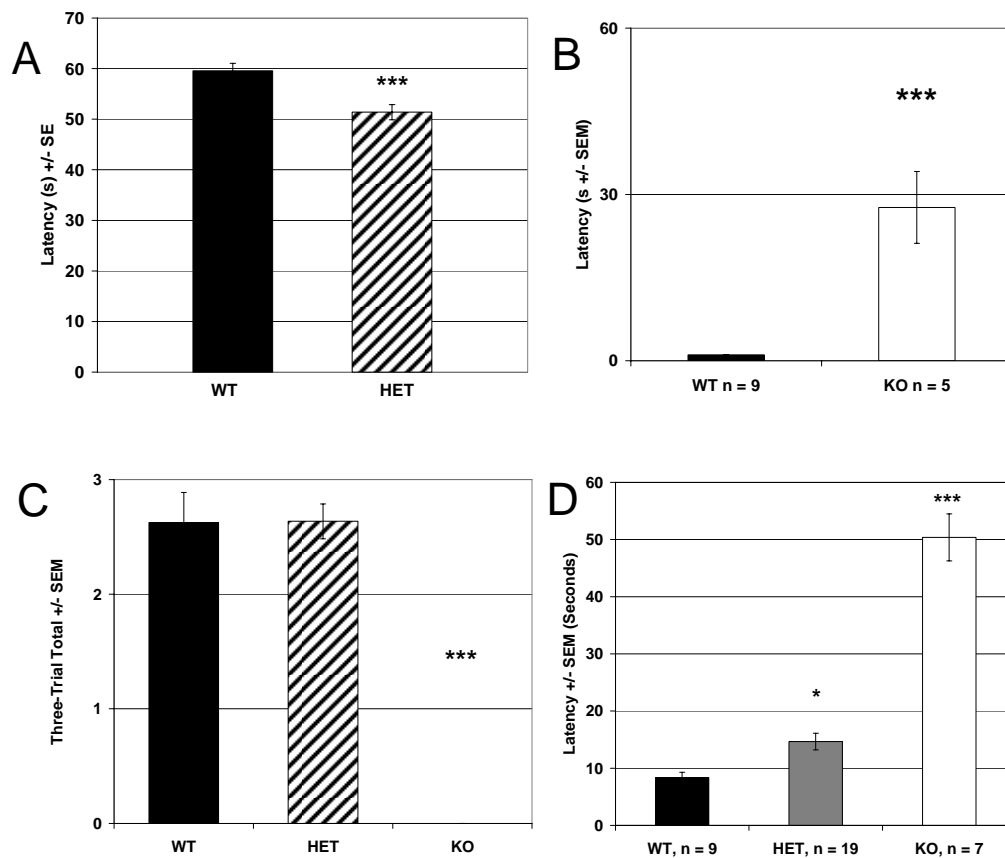 A
Latency (s) +/- SE
70
60
50
40
30
20
10
0
***
WT
HET
B
Latency (s +/- SEM)
60
30
0
***
WT n = 9
KO n = 5
C
Three-Trial Total +/- SEM
3
2
1
0
***
WT
HET
KO
D
Latency +/- SEM (Seconds)
60
50
40
30
20
10
0
*
***
WT, n = 9
HET, n = 19
KO, n = 7